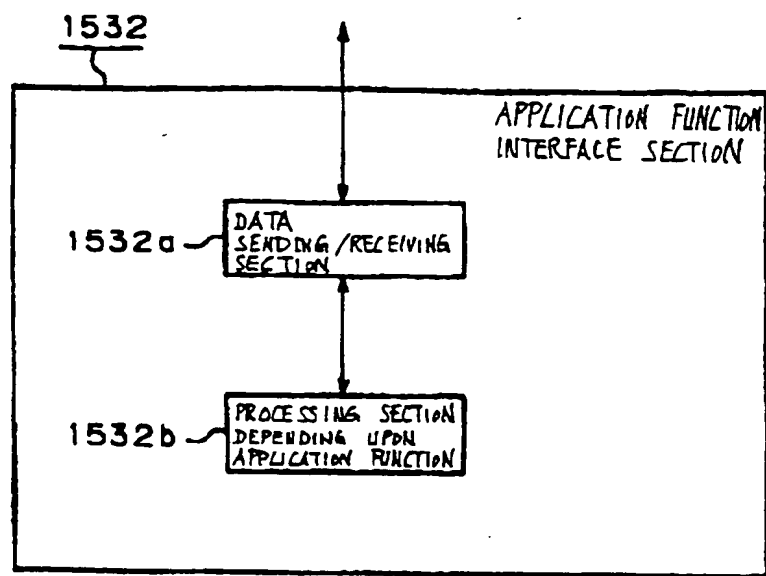 1532
APPLICATION FUNCTION
INTERFACE SECTION
1532a
DATA
SENDING/RECEIVING
SECTION
1532b
PROCESSING SECTION
DEPENDING UPON
APPLICATION FUNCTION